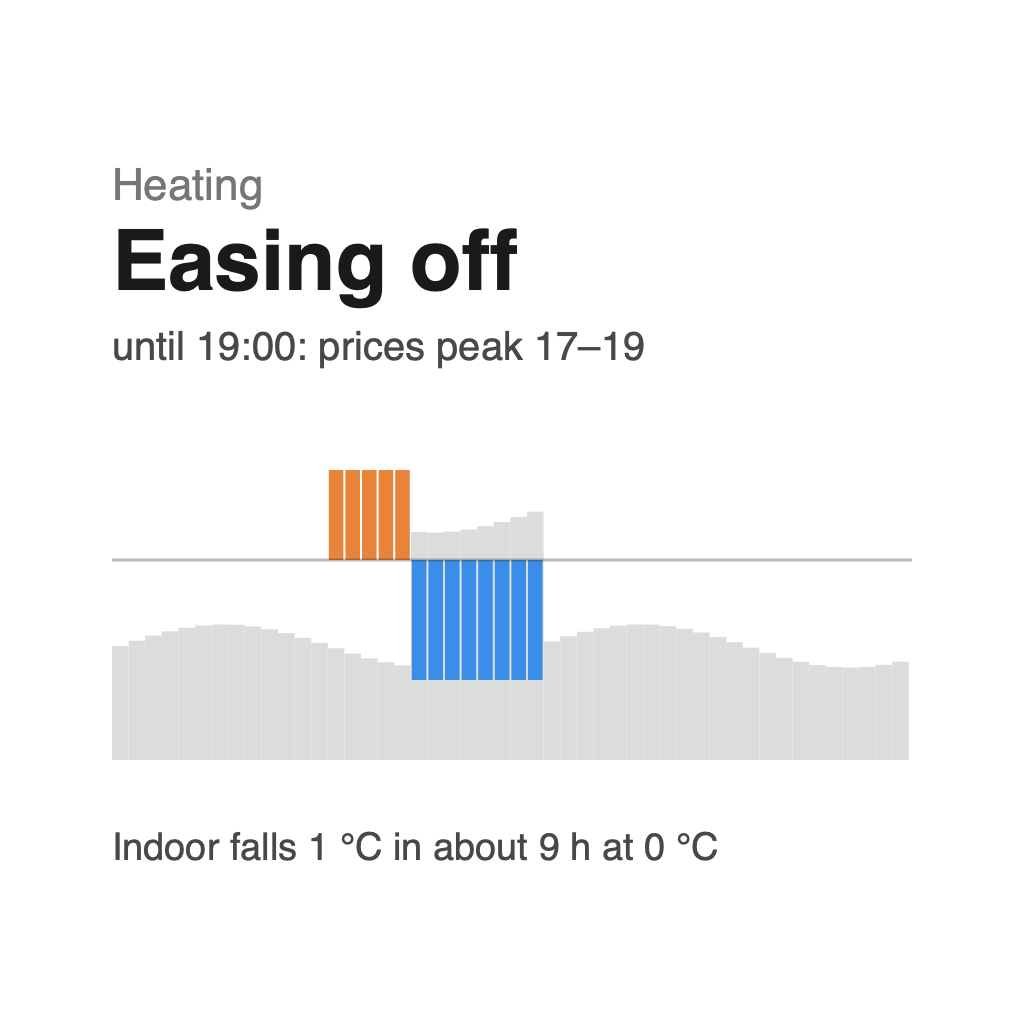 Heating
Easing off
until 19:00: prices peak 17–19
Indoor falls 1 °C in about 9 h at 0 °C